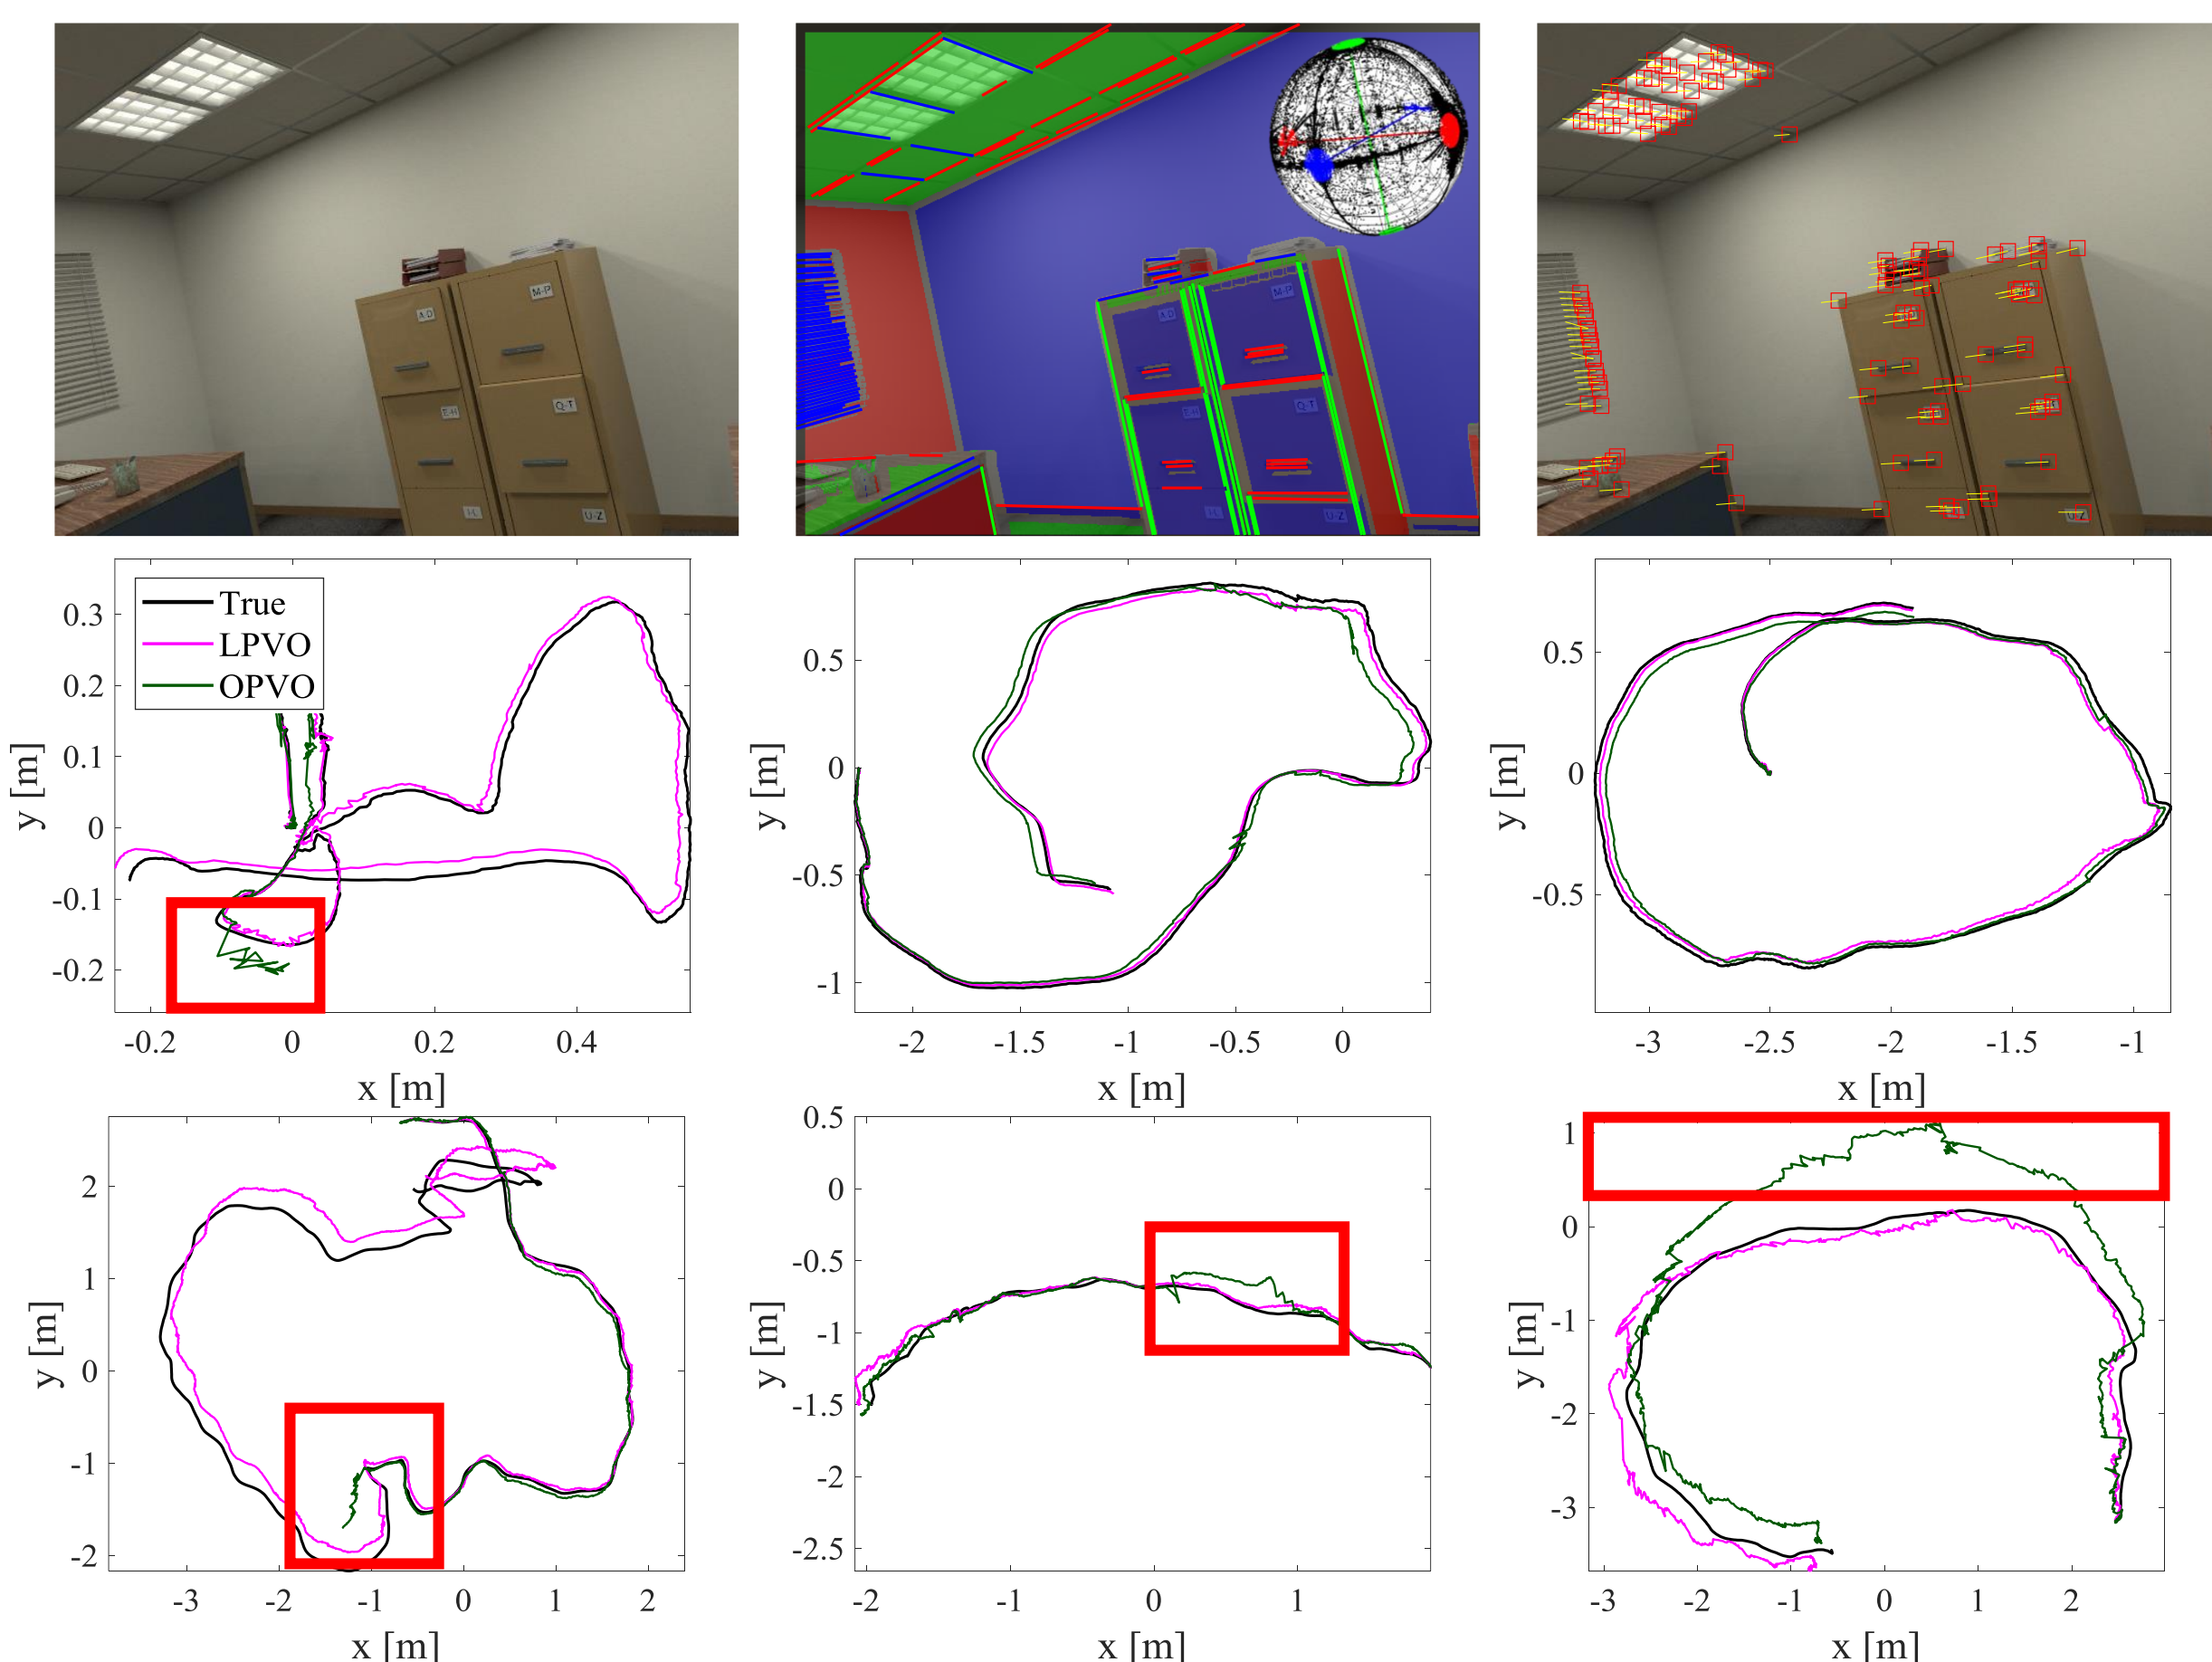 A-D
M-P
E-H
Q-T
I-L
U-Z
M-P
Q-T
U-Z
U-Z
True
LPVO
OPVO
0.3
0.2
0.1
0
-0.1
-0.2
y [m]
-0.2 0 0.2 0.4
x [m]
0.5
0
-0.5
-1
y [m]
-2 -1.5 -1 -0.5 0
x [m]
0.5
0
-0.5
y [m]
-3 -2.5 -2 -1.5 -1
x [m]
2
1
0
-1
-2
y [m]
-3 -2 -1 0 1 2
x [m]
0.5
0
-0.5
-1
-1.5
-2
-2.5
y [m]
-2 -1 0 1
x [m]
1
0
-1
-2
-3
y [m]
-3 -2 -1 0 1 2
x [m]